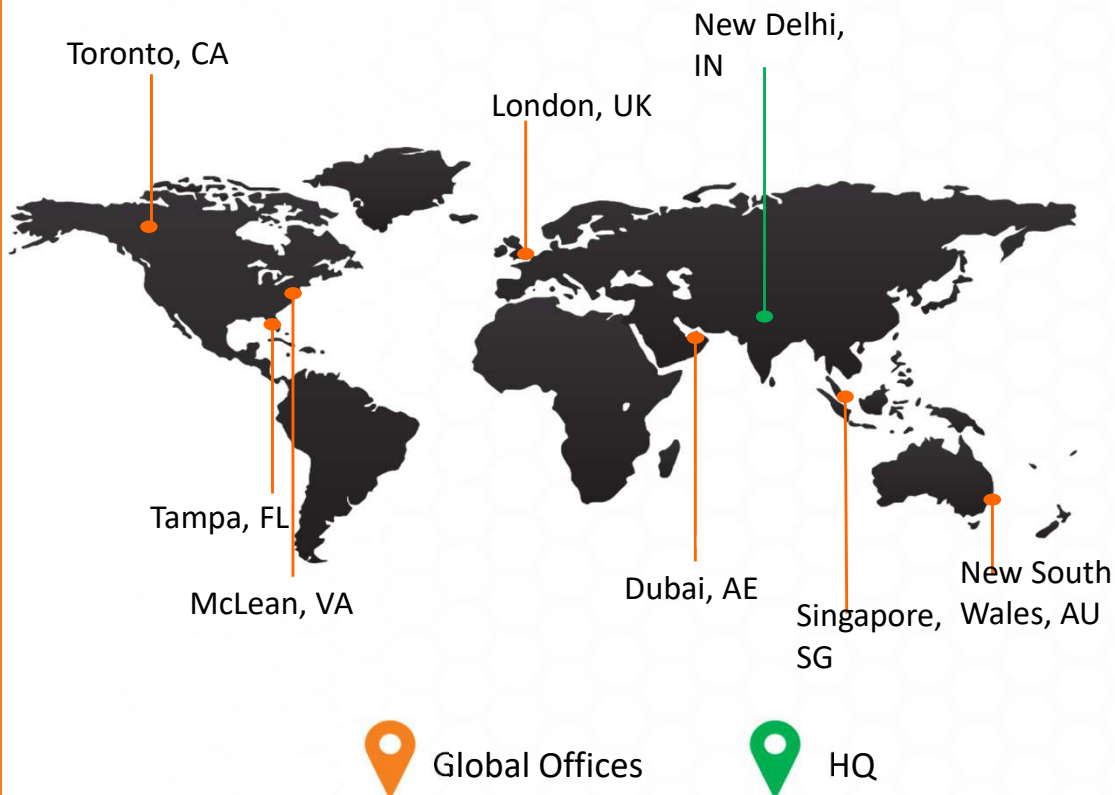 New Delhi,
IN
Toronto, CA
London, UK
Tampa, FL
McLean, VA
Dubai, AE
New South
Wales, AU
Singapore,
SG
Global Offices
HQ